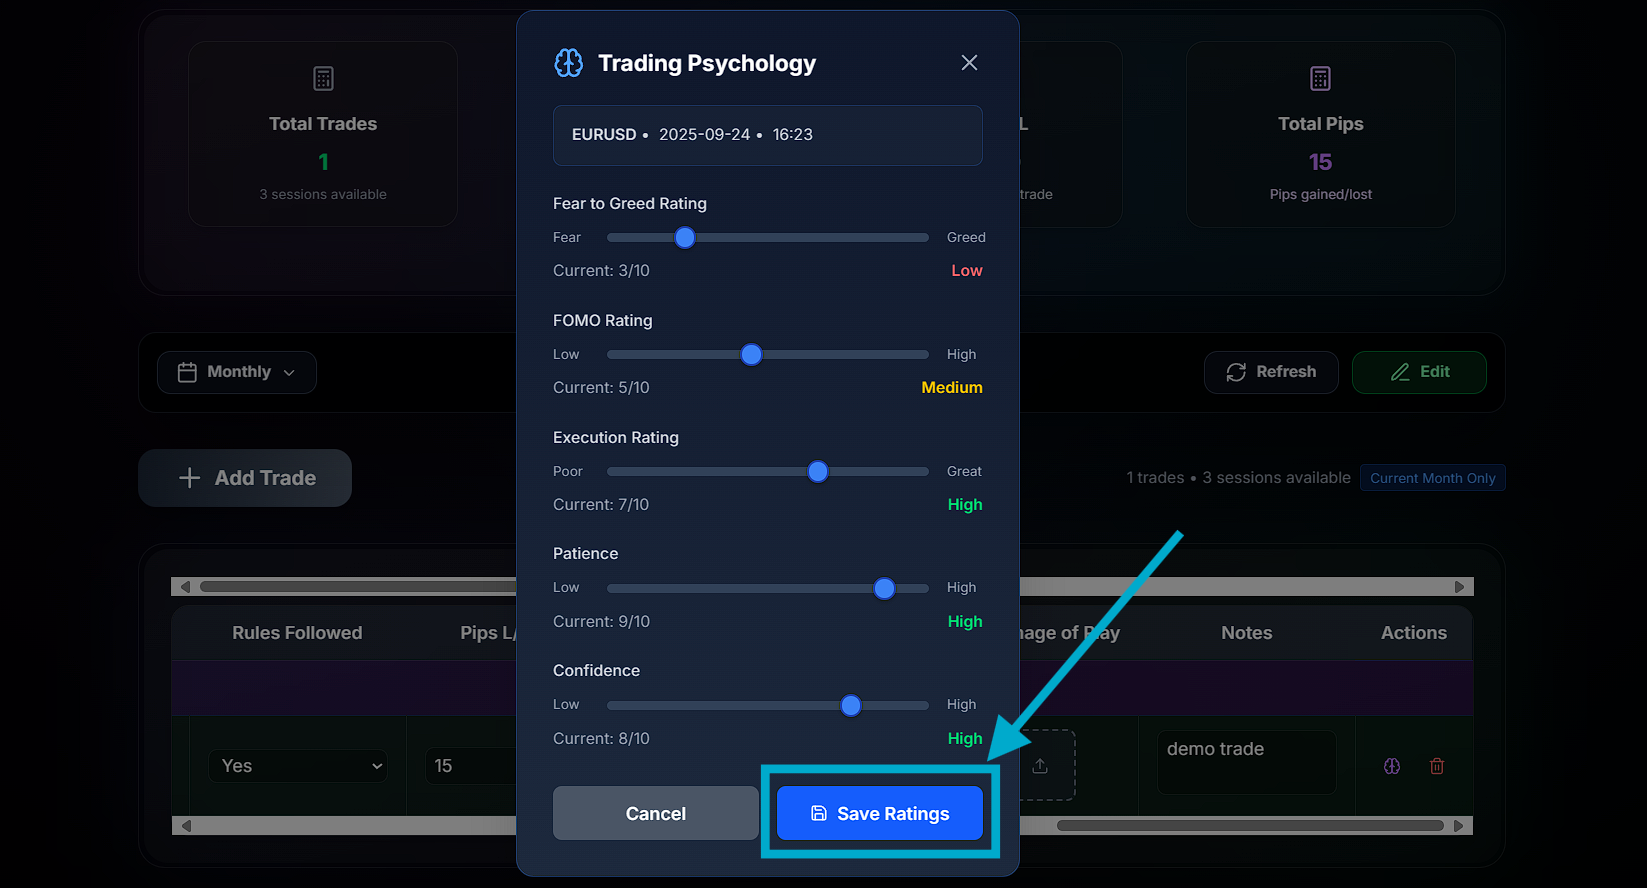 Trading Psychology
EURUSD • 2025-09-24 • 16:23
Fear to Greed Rating
Fear Greed
Current: 3/10 Low
FOMO Rating
Low High
Current: 5/10 Medium
Execution Rating
Poor Great
Current: 7/10 High
Patience
Low High
Current: 9/10 High
Confidence
Low High
Current: 8/10 High
Cancel Save Ratings
Total Trades
1
3 sessions available
L
trade
Total Pips
15
Pips gained/lost
Monthly
Refresh Edit
Add Trade
1 trades • 3 sessions available Current Month Only
Rules Followed Pips L/ of Notes Actions
Yes 15 demo trade